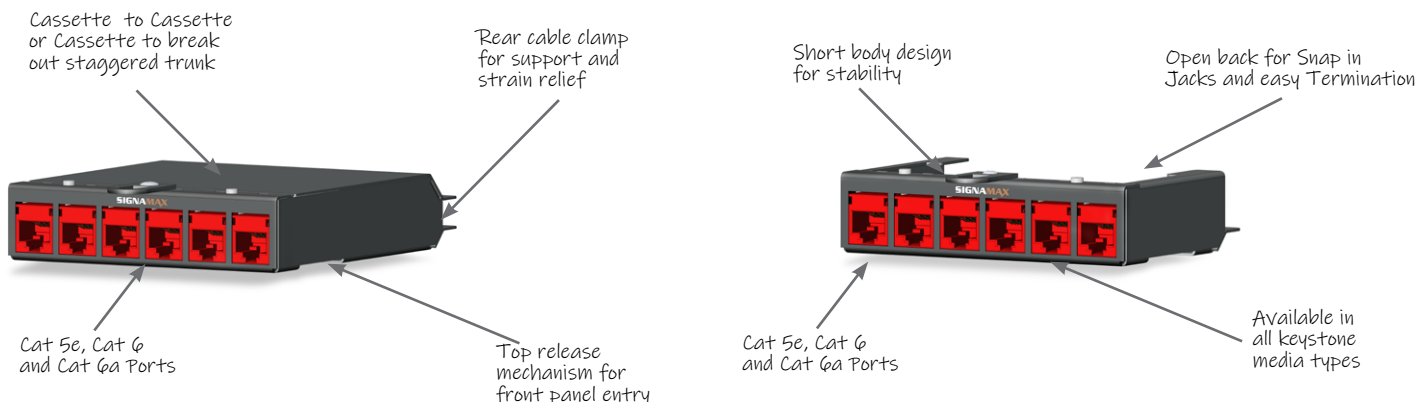 Cassette to Cassette
or Cassette to break
out staggered trunk
Rear cable clamp
for support and
strain relief
SIGNAMAX
Cat 5e, Cat 6
and Cat 6a Ports
Top release
mechanism for
front panel entry
Short body design
for stability
Open back for Snap in
Jacks and easy Termination
SIGNAMAX
Cat 5e, Cat 6
and Cat 6a Ports
Available in
all keystone
media types